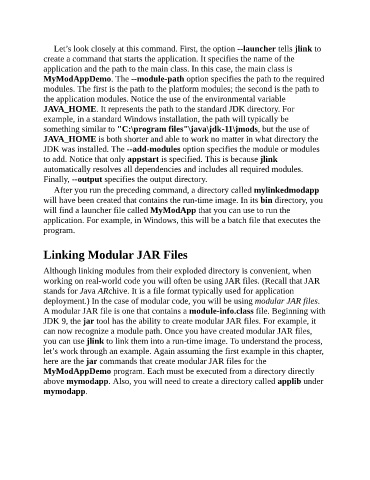 Let's look closely at this command. First, the option --launcher tells jlink to
create a command that starts the application. It specifies the name of the
application and the path to the main class. In this case, the main class is
MyModAppDemo. The --module-path option specifies the path to the required
modules. The first is the path to the platform modules; the second is the path to
the application modules. Notice the use of the environmental variable
JAVA_HOME. It represents the path to the standard JDK directory. For
example, in a standard Windows installation, the path will typically be
something similar to "C:\program files"\java\jdk-11\jmods, but the use of
JAVA_HOME is both shorter and able to work no matter in what directory the
JDK was installed. The --add-modules option specifies the module or modules
to add. Notice that only appstart is specified. This is because jlink
automatically resolves all dependencies and includes all required modules.
Finally, --output specifies the output directory.
After you run the preceding command, a directory called mylinkedmodapp
will have been created that contains the run-time image. In its bin directory, you
will find a launcher file called MyModApp that you can use to run the
application. For example, in Windows, this will be a batch file that executes the
program.
Linking Modular JAR Files
Although linking modules from their exploded directory is convenient, when
working on real-world code you will often be using JAR files. (Recall that JAR
stands for Java ARchive. It is a file format typically used for application
deployment.) In the case of modular code, you will be using modular JAR files.
A modular JAR file is one that contains a module-info.class file. Beginning with
JDK 9, the jar tool has the ability to create modular JAR files. For example, it
can now recognize a module path. Once you have created modular JAR files,
you can use jlink to link them into a run-time image. To understand the process,
let's work through an example. Again assuming the first example in this chapter,
here are the jar commands that create modular JAR files for the
MyModAppDemo program. Each must be executed from a directory directly
above mymodapp. Also, you will need to create a directory called applib under
mymodapp.